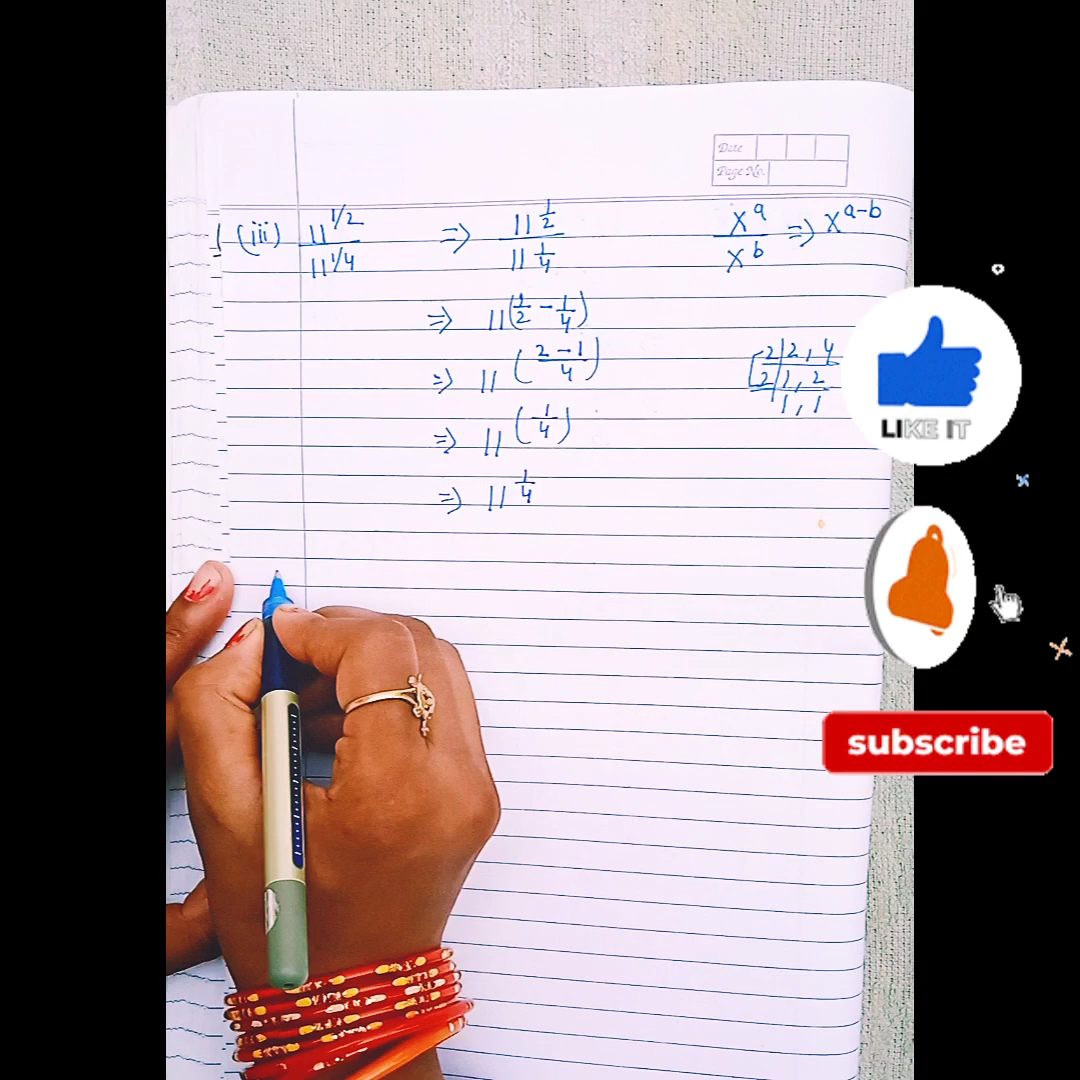 Date
Page No.
(iii) 11^1/2 / 11^1/4 => 11^1/2 / 11^1/4 x^a / x^b => x^a-b
=> 11^(1/2 - 1/4)
=> 11^(2-1/4)
2|2, 4
2|1, 2
1, 1
=> 11^(1/4)
=> 11^1/4
LIKE IT
subscribe